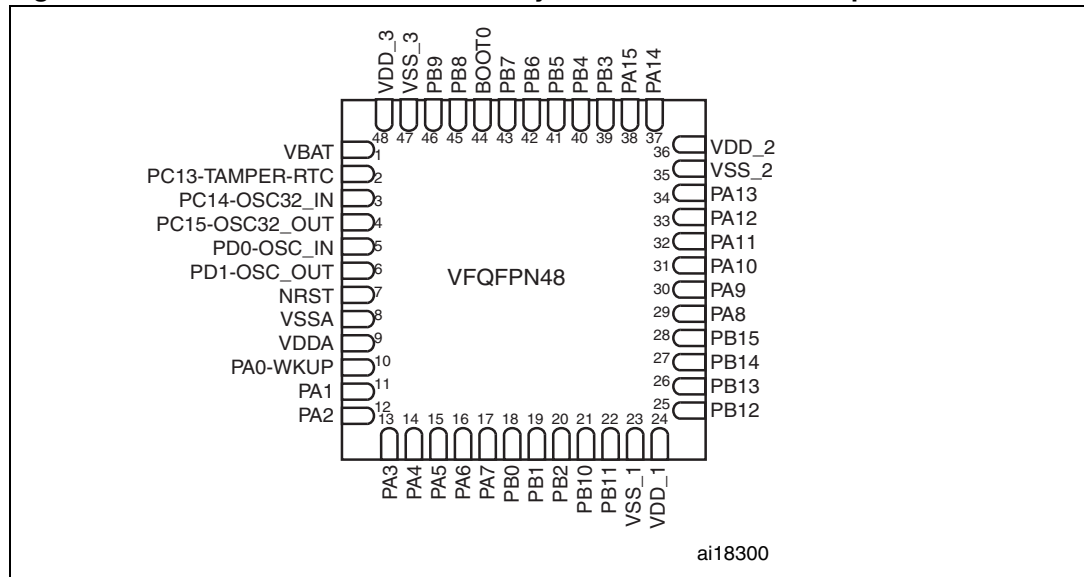 VDD_3
VSS_3
PB9
PB8
BOOT0
PB7
PB6
PB5
PB4
PB3
PA15
PA14
48 47 46 45 44 43 42 41 40 39 38 37
VBAT 1
PC13-TAMPER-RTC 2
PC14-OSC32_IN 3
PC15-OSC32_OUT 4
PD0-OSC_IN 5
PD1-OSC_OUT 6
NRST 7
VSSA 8
VDDA 9
PA0-WKUP 10
PA1 11
PA2 12
VFQFPN48
36 VDD_2
35 VSS_2
34 PA13
33 PA12
32 PA11
31 PA10
30 PA9
29 PA8
28 PB15
27 PB14
26 PB13
25 PB12
13 14 15 16 17 18 19 20 21 22 23 24
PA3
PA4
PA5
PA6
PA7
PB0
PB1
PB2
PB10
PB11
VSS_1
VDD_1
ai18300